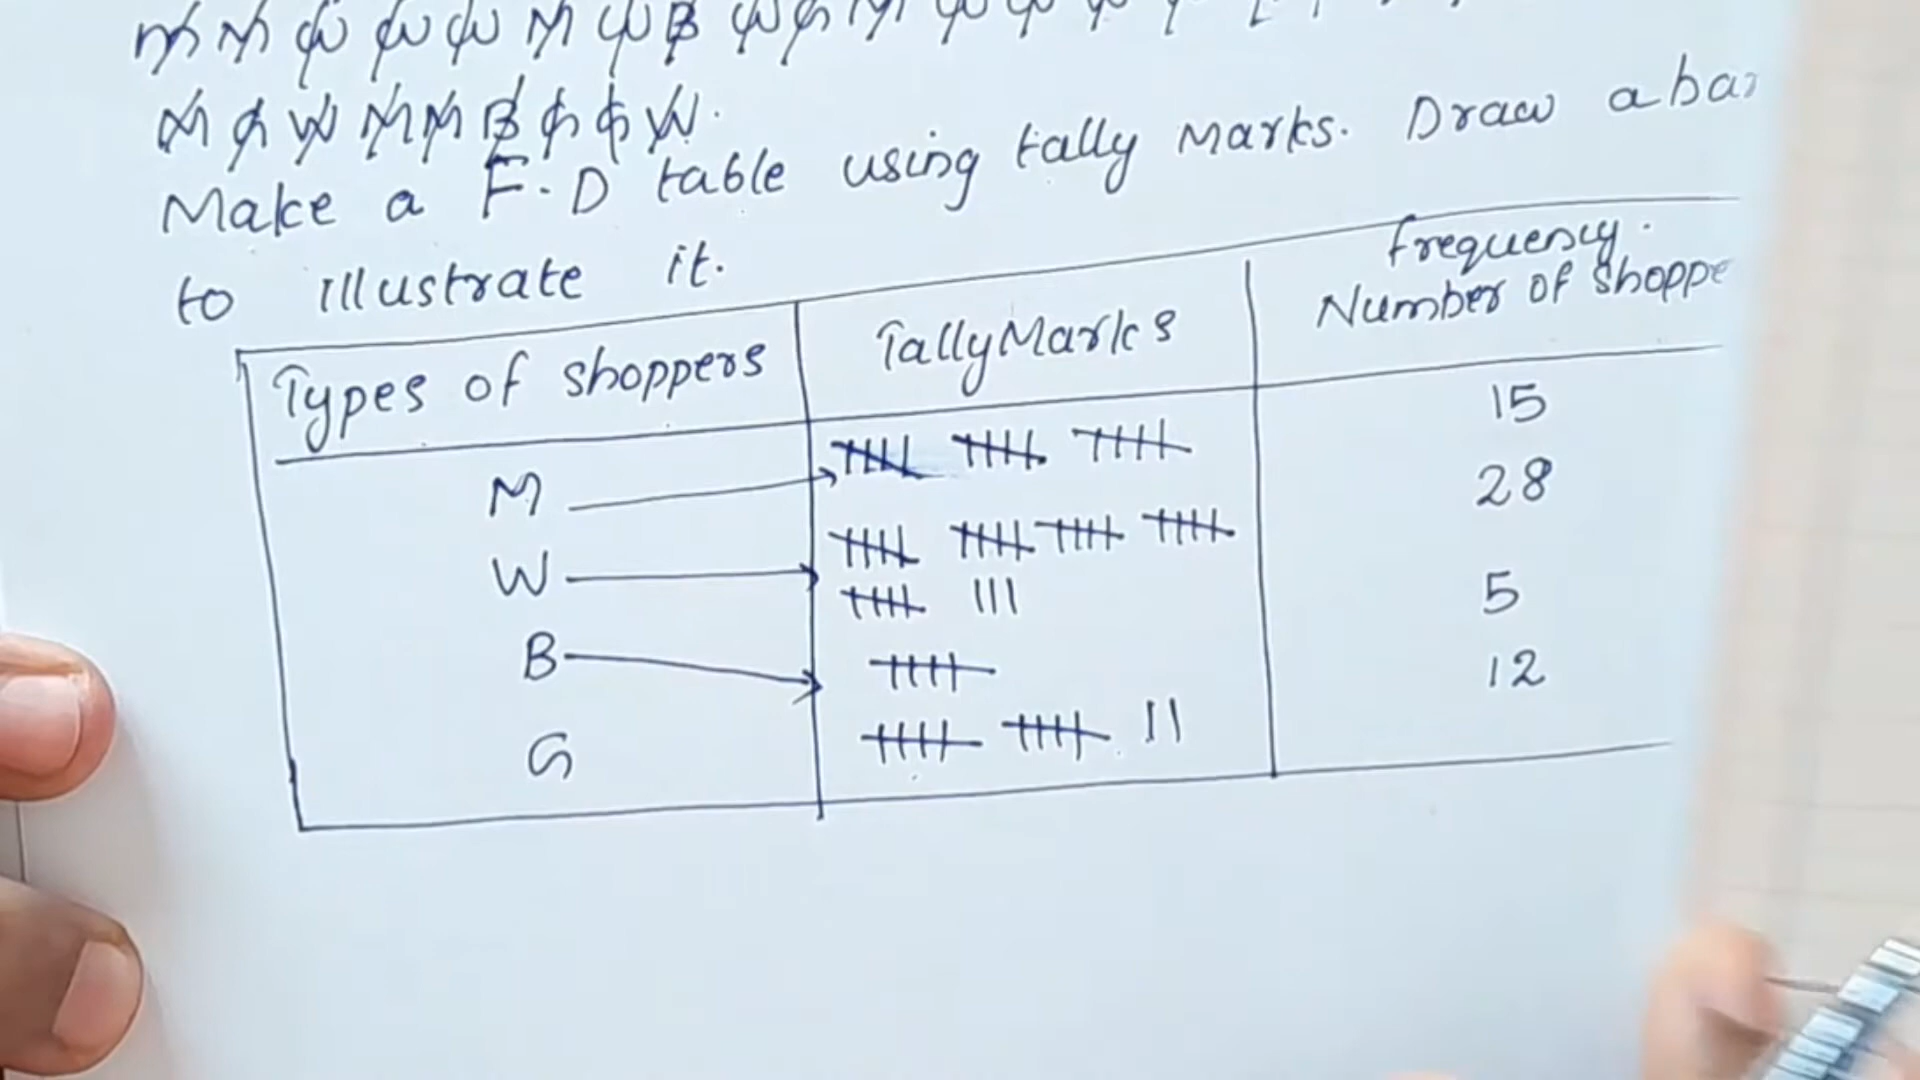 M M W W W M W B W G M W W
M G W M M B G G W.
Make a F.D table using tally Marks. Draw a bar
to illustrate it.
Types of shoppers
Tally Marks
frequency.
Number of shoppe
M 𝍸 𝍸 𝍸 15
W 𝍸 𝍸 𝍸 𝍸 28
𝍸 |||
B 𝍸 5
G 𝍸 𝍸 || 12